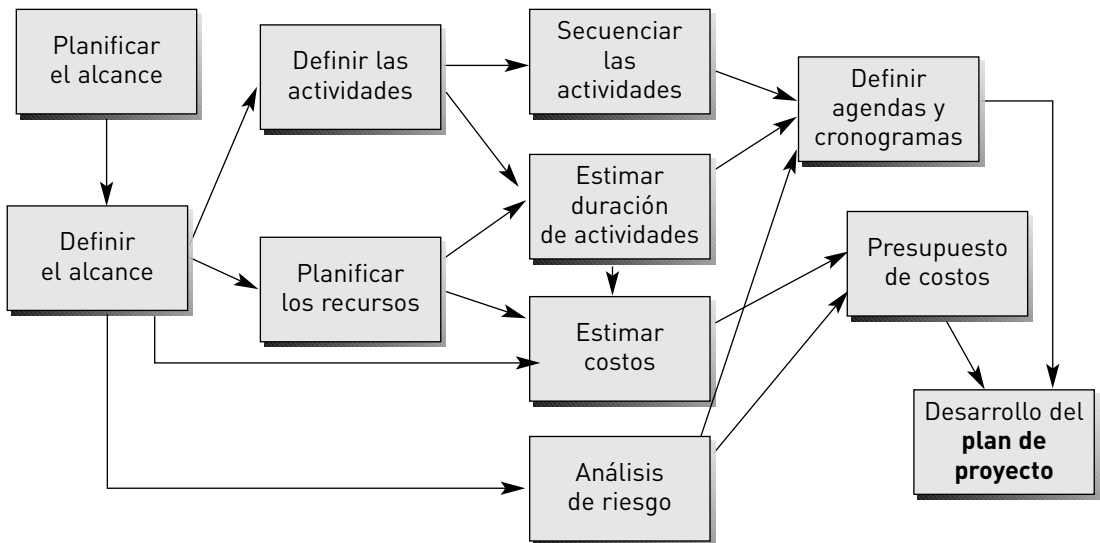 Planificar
el alcance
Definir
el alcance
Definir las
actividades
Planificar
los recursos
Secuenciar
las
actividades
Estimar
duración
de actividades
Estimar
costos
Análisis
de riesgo
Definir
agendas y
cronogramas
Presupuesto
de costos
Desarrollo del
plan de
proyecto